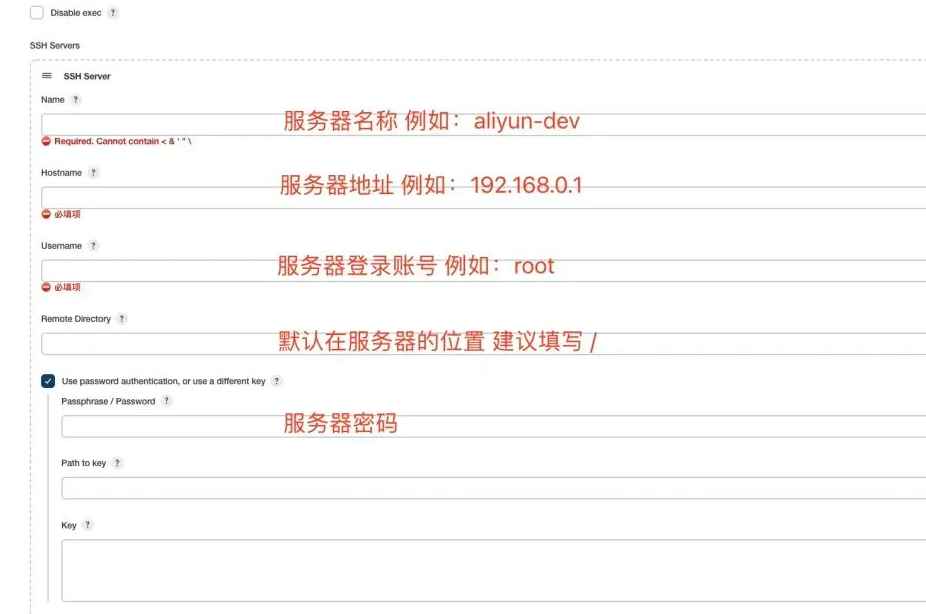 Disable exec ?
SSH Servers
SSH Server
Name ?
服务器名称 例如：aliyun-dev
Required. Cannot contain < & ' " \
Hostname ?
服务器地址 例如：192.168.0.1
必填项
Username ?
服务器登录账号 例如：root
必填项
Remote Directory ?
默认在服务器的位置 建议填写 /
Use password authentication, or use a different key ?
Passphrase / Password ?
服务器密码
Path to key ?
Key ?